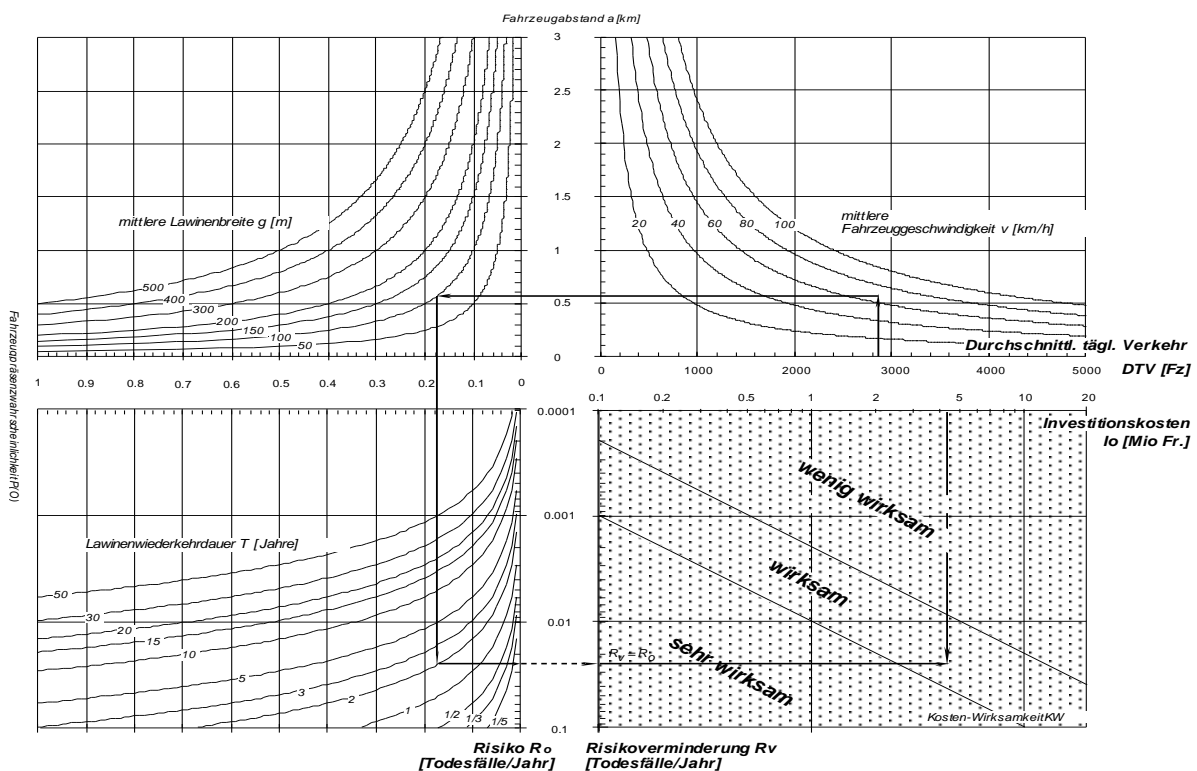 Fahrzeugabstand a [km]
3
2.5
2
1.5
1
0.5
0
mittlere Lawinenbreite g [m]
500
400
300
200
150
100
50
20
40
60
80
100
mittlere
Fahrzeuggeschwindigkeit v [km/h]
Durchschnittl. tägl. Verkehr
DTV [Fz]
1 0.9 0.8 0.7 0.6 0.5 0.4 0.3 0.2 0.1 0
0 1000 2000 3000 4000 5000
Fahrzeugpräsenzwahrscheinlichkeit P(O)
0.1 0.2 0.5 1 2 5 10 20
Investitionskosten
Io [Mio Fr.]
0.0001
0.001
0.01
0.1
Lawinenwiederkehrdauer T [Jahre]
50
30
20
15
10
5
3
2
1
1/2
1/3
1/5
wenig wirksam
wirksam
sehr wirksam
Rv = Ro
Kosten-Wirksamkeit KW
Risiko Ro
[Todesfälle/Jahr]
Risikoverminderung Rv
[Todesfälle/Jahr]